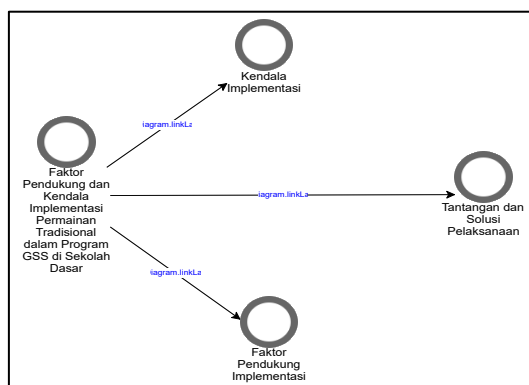 Kendala
Implementasi
iagram.linkLa
Faktor
Pendukung dan
Kendala
Implementasi
Permainan
Tradisional
dalam Program
GSS di Sekolah
Dasar
iagram.linkLa
Tantangan dan
Solusi
Pelaksanaan
iagram.linkLa
Faktor
Pendukung
Implementasi